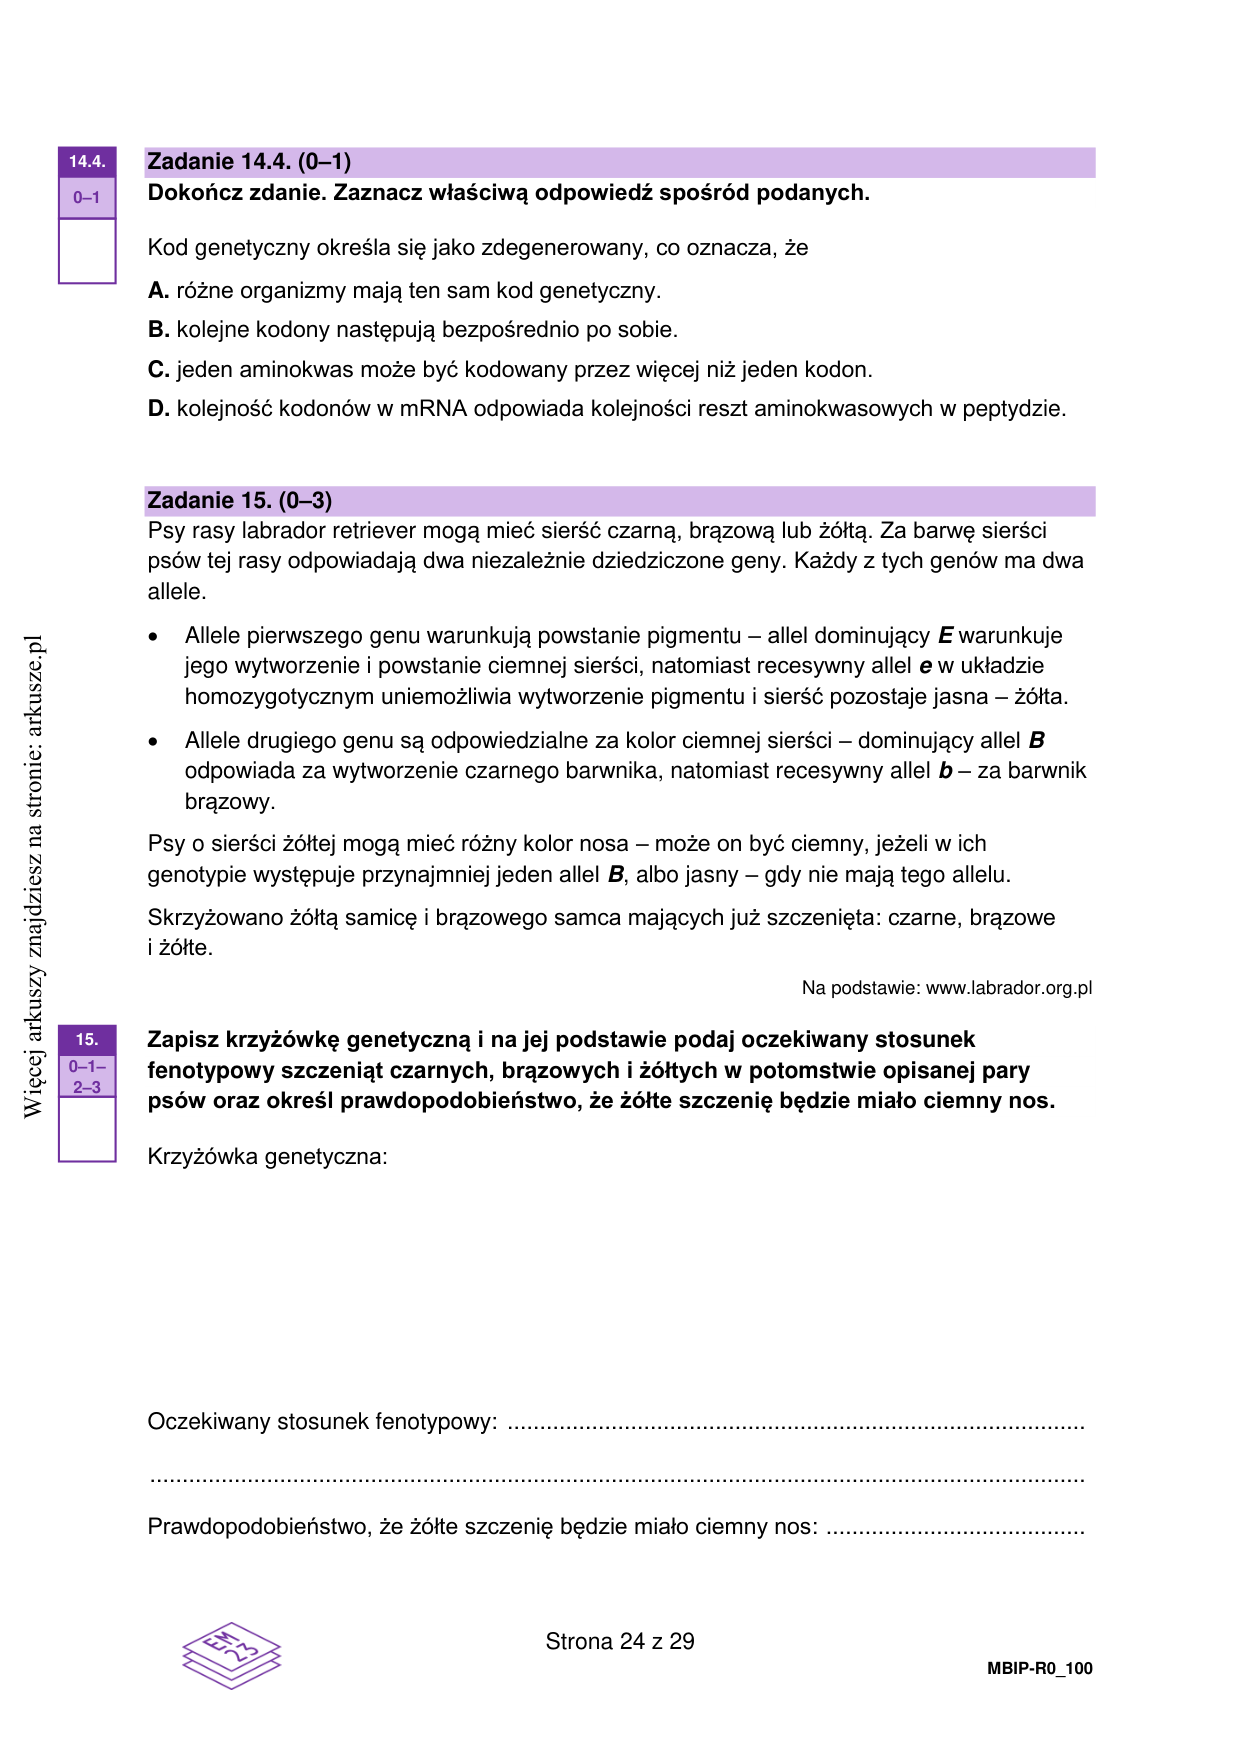 14.4.
0–1
Zadanie 14.4. (0–1)
Dokończ zdanie. Zaznacz właściwą odpowiedź spośród podanych.
Kod genetyczny określa się jako zdegenerowany, co oznacza, że
A. różne organizmy mają ten sam kod genetyczny.
B. kolejne kodony następują bezpośrednio po sobie.
C. jeden aminokwas może być kodowany przez więcej niż jeden kodon.
D. kolejność kodonów w mRNA odpowiada kolejności reszt aminokwasowych w peptydzie.
Zadanie 15. (0–3)
Psy rasy labrador retriever mogą mieć sierść czarną, brązową lub żółtą. Za barwę sierści
psów tej rasy odpowiadają dwa niezależnie dziedziczone geny. Każdy z tych genów ma dwa
allele.
• Allele pierwszego genu warunkują powstanie pigmentu – allel dominujący E warunkuje
jego wytworzenie i powstanie ciemnej sierści, natomiast recesywny allel e w układzie
homozygotycznym uniemożliwia wytworzenie pigmentu i sierść pozostaje jasna – żółta.
• Allele drugiego genu są odpowiedzialne za kolor ciemnej sierści – dominujący allel B
odpowiada za wytworzenie czarnego barwnika, natomiast recesywny allel b – za barwnik
brązowy.
Psy o sierści żółtej mogą mieć różny kolor nosa – może on być ciemny, jeżeli w ich
genotypie występuje przynajmniej jeden allel B, albo jasny – gdy nie mają tego allelu.
Skrzyżowano żółtą samicę i brązowego samca mających już szczenięta: czarne, brązowe
i żółte.
Na podstawie: www.labrador.org.pl
15.
0–1–
2–3
Zapisz krzyżówkę genetyczną i na jej podstawie podaj oczekiwany stosunek
fenotypowy szczeniąt czarnych, brązowych i żółtych w potomstwie opisanej pary
psów oraz określ prawdopodobieństwo, że żółte szczenię będzie miało ciemny nos.
Krzyżówka genetyczna:
Oczekiwany stosunek fenotypowy: ........................................................................................
................................................................................................................................................
Prawdopodobieństwo, że żółte szczenię będzie miało ciemny nos: ........................................
Więcej arkuszy znajdziesz na stronie: arkusze.pl
EM
23
Strona 24 z 29
MBIP-R0_100